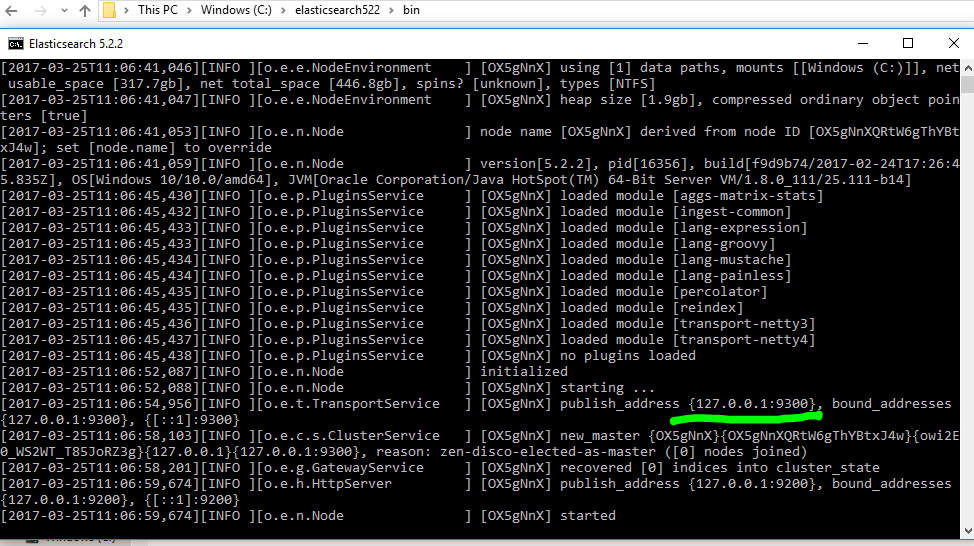 This PC > Windows (C:) > elasticsearch522 > bin
Elasticsearch 5.2.2
[2017-03-25T11:06:41,046][INFO ][o.e.e.NodeEnvironment    ] [OX5gNnX] using [1] data paths, mounts [[Windows (C:)]], net
 usable_space [317.7gb], net total_space [446.8gb], spins? [unknown], types [NTFS]
[2017-03-25T11:06:41,047][INFO ][o.e.e.NodeEnvironment    ] [OX5gNnX] heap size [1.9gb], compressed ordinary object poin
ters [true]
[2017-03-25T11:06:41,053][INFO ][o.e.n.Node               ] node name [OX5gNnX] derived from node ID [OX5gNnXQRtW6gThYBt
xJ4w]; set [node.name] to override
[2017-03-25T11:06:41,059][INFO ][o.e.n.Node               ] version[5.2.2], pid[16356], build[f9d9b74/2017-02-24T17:26:4
5.835Z], OS[Windows 10/10.0/amd64], JVM[Oracle Corporation/Java HotSpot(TM) 64-Bit Server VM/1.8.0_111/25.111-b14]
[2017-03-25T11:06:45,430][INFO ][o.e.p.PluginsService     ] [OX5gNnX] loaded module [aggs-matrix-stats]
[2017-03-25T11:06:45,432][INFO ][o.e.p.PluginsService     ] [OX5gNnX] loaded module [ingest-common]
[2017-03-25T11:06:45,433][INFO ][o.e.p.PluginsService     ] [OX5gNnX] loaded module [lang-expression]
[2017-03-25T11:06:45,433][INFO ][o.e.p.PluginsService     ] [OX5gNnX] loaded module [lang-groovy]
[2017-03-25T11:06:45,434][INFO ][o.e.p.PluginsService     ] [OX5gNnX] loaded module [lang-mustache]
[2017-03-25T11:06:45,434][INFO ][o.e.p.PluginsService     ] [OX5gNnX] loaded module [lang-painless]
[2017-03-25T11:06:45,435][INFO ][o.e.p.PluginsService     ] [OX5gNnX] loaded module [percolator]
[2017-03-25T11:06:45,435][INFO ][o.e.p.PluginsService     ] [OX5gNnX] loaded module [reindex]
[2017-03-25T11:06:45,436][INFO ][o.e.p.PluginsService     ] [OX5gNnX] loaded module [transport-netty3]
[2017-03-25T11:06:45,437][INFO ][o.e.p.PluginsService     ] [OX5gNnX] loaded module [transport-netty4]
[2017-03-25T11:06:45,438][INFO ][o.e.p.PluginsService     ] [OX5gNnX] no plugins loaded
[2017-03-25T11:06:52,087][INFO ][o.e.n.Node               ] initialized
[2017-03-25T11:06:52,088][INFO ][o.e.n.Node               ] [OX5gNnX] starting ...
[2017-03-25T11:06:54,956][INFO ][o.e.t.TransportService   ] [OX5gNnX] publish_address {127.0.0.1:9300}, bound_addresses
{127.0.0.1:9300}, {[::1]:9300}
[2017-03-25T11:06:58,103][INFO ][o.e.c.s.ClusterService   ] [OX5gNnX] new_master {OX5gNnX}{OX5gNnXQRtW6gThYBtxJ4w}{owi2E
0_WS2WT_T85JoRZ3g}{127.0.0.1}{127.0.0.1:9300}, reason: zen-disco-elected-as-master ([0] nodes joined)
[2017-03-25T11:06:58,201][INFO ][o.e.g.GatewayService     ] [OX5gNnX] recovered [0] indices into cluster_state
[2017-03-25T11:06:59,674][INFO ][o.e.h.HttpServer         ] [OX5gNnX] publish_address {127.0.0.1:9200}, bound_addresses
{127.0.0.1:9200}, {[::1]:9200}
[2017-03-25T11:06:59,674][INFO ][o.e.n.Node               ] [OX5gNnX] started